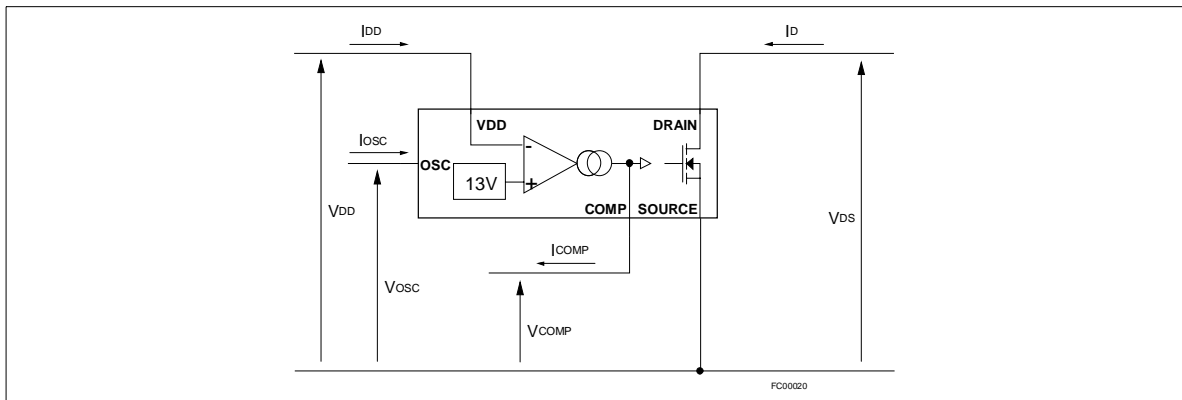 IDD
ID
VDD
DRAIN
IOSC
OSC
-
13V
+
COMP
SOURCE
VDD
VDS
ICOMP
VOSC
VCOMP
FC00020